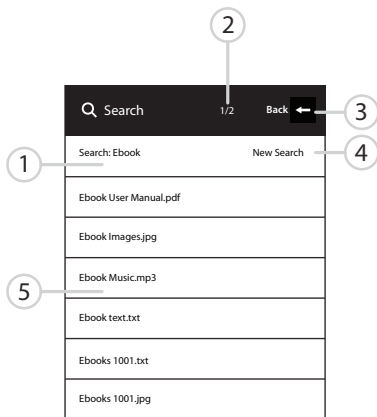 2
Search 1/2 Back
3
Search: Ebook New Search
4
1
Ebook User Manual.pdf
Ebook Images.jpg
Ebook Music.mp3
5
Ebook text.txt
Ebooks 1001.txt
Ebooks 1001.jpg